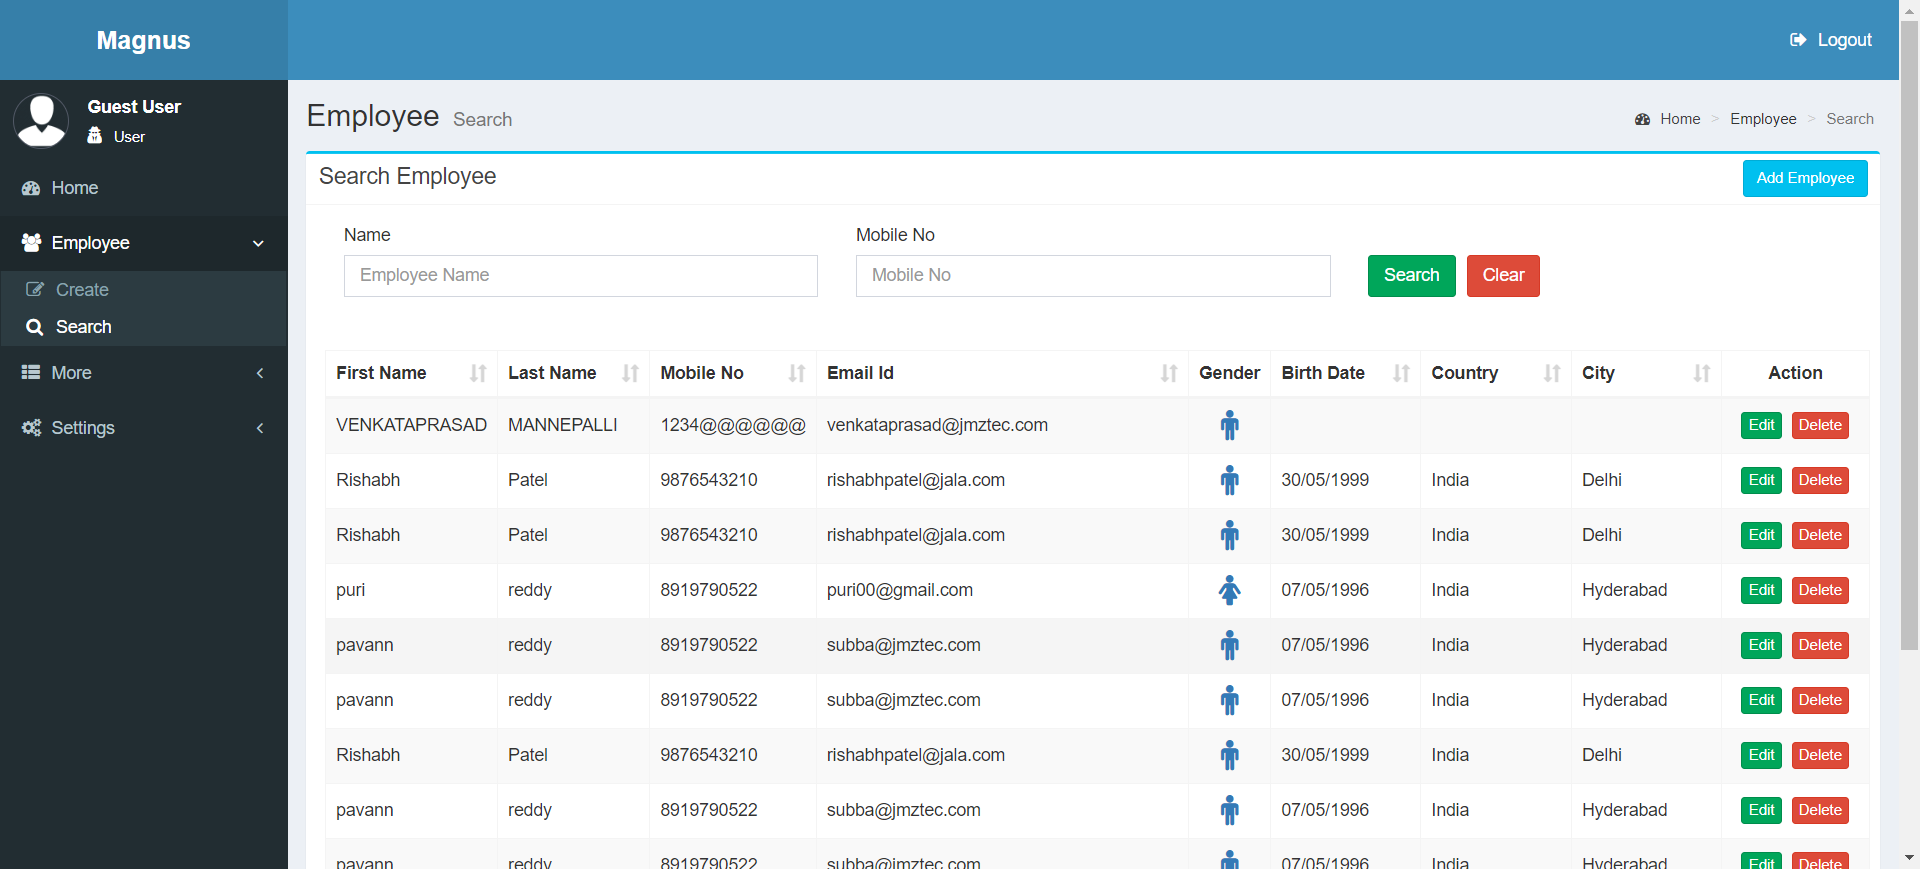 Magnus
Logout
Guest User
User
Home
Employee
Create
Search
More
Settings
Employee Search
Home > Employee > Search
Search Employee
Add Employee
Name
Mobile No
Employee Name
Mobile No
Search
Clear
First Name Last Name Mobile No Email Id Gender Birth Date Country City Action
VENKATAPRASAD MANNEPALLI 1234@@@@@@ venkataprasad@jmztec.com Edit Delete
Rishabh Patel 9876543210 rishabhpatel@jala.com 30/05/1999 India Delhi Edit Delete
Rishabh Patel 9876543210 rishabhpatel@jala.com 30/05/1999 India Delhi Edit Delete
puri reddy 8919790522 puri00@gmail.com 07/05/1996 India Hyderabad Edit Delete
pavann reddy 8919790522 subba@jmztec.com 07/05/1996 India Hyderabad Edit Delete
pavann reddy 8919790522 subba@jmztec.com 07/05/1996 India Hyderabad Edit Delete
Rishabh Patel 9876543210 rishabhpatel@jala.com 30/05/1999 India Delhi Edit Delete
pavann reddy 8919790522 subba@jmztec.com 07/05/1996 India Hyderabad Edit Delete
pavann reddy 8919790522 subba@jmztec.com 07/05/1996 India Hyderabad Edit Delete